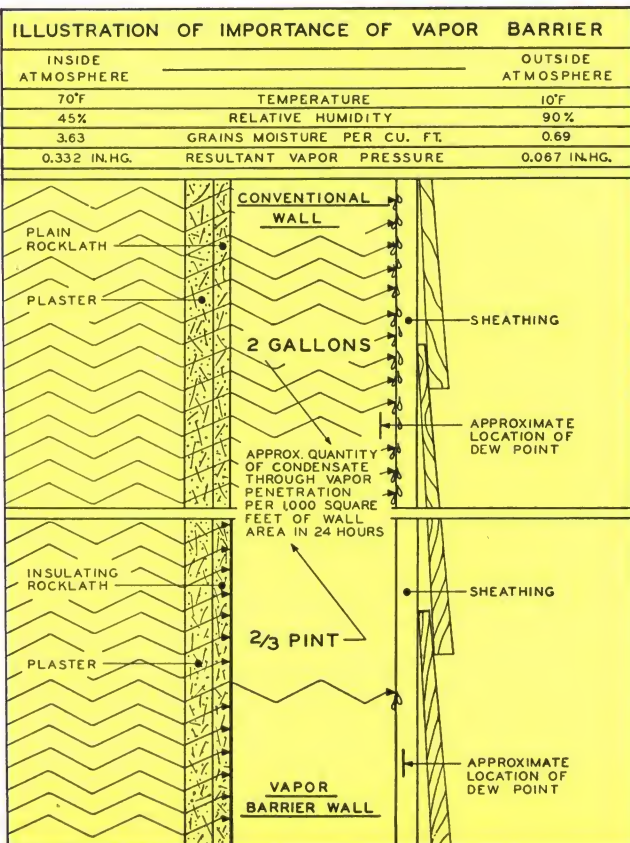 ILLUSTRATION OF IMPORTANCE OF VAPOR BARRIER
INSIDE ATMOSPHERE
OUTSIDE ATMOSPHERE
70°F TEMPERATURE 10°F
45% RELATIVE HUMIDITY 90%
3.63 GRAINS MOISTURE PER CU. FT. 0.69
0.332 IN.HG. RESULTANT VAPOR PRESSURE 0.067 IN.HG.
CONVENTIONAL
WALL
PLAIN
ROCKLATH
PLASTER
SHEATHING
2 GALLONS
APPROXIMATE
LOCATION OF
DEW POINT
APPROX. QUANTITY
OF CONDENSATE
THROUGH VAPOR
PENETRATION
PER 1,000 SQUARE
FEET OF WALL
AREA IN 24 HOURS
INSULATING
ROCKLATH
SHEATHING
2/3 PINT
PLASTER
APPROXIMATE
LOCATION OF
DEW POINT
VAPOR
BARRIER WALL